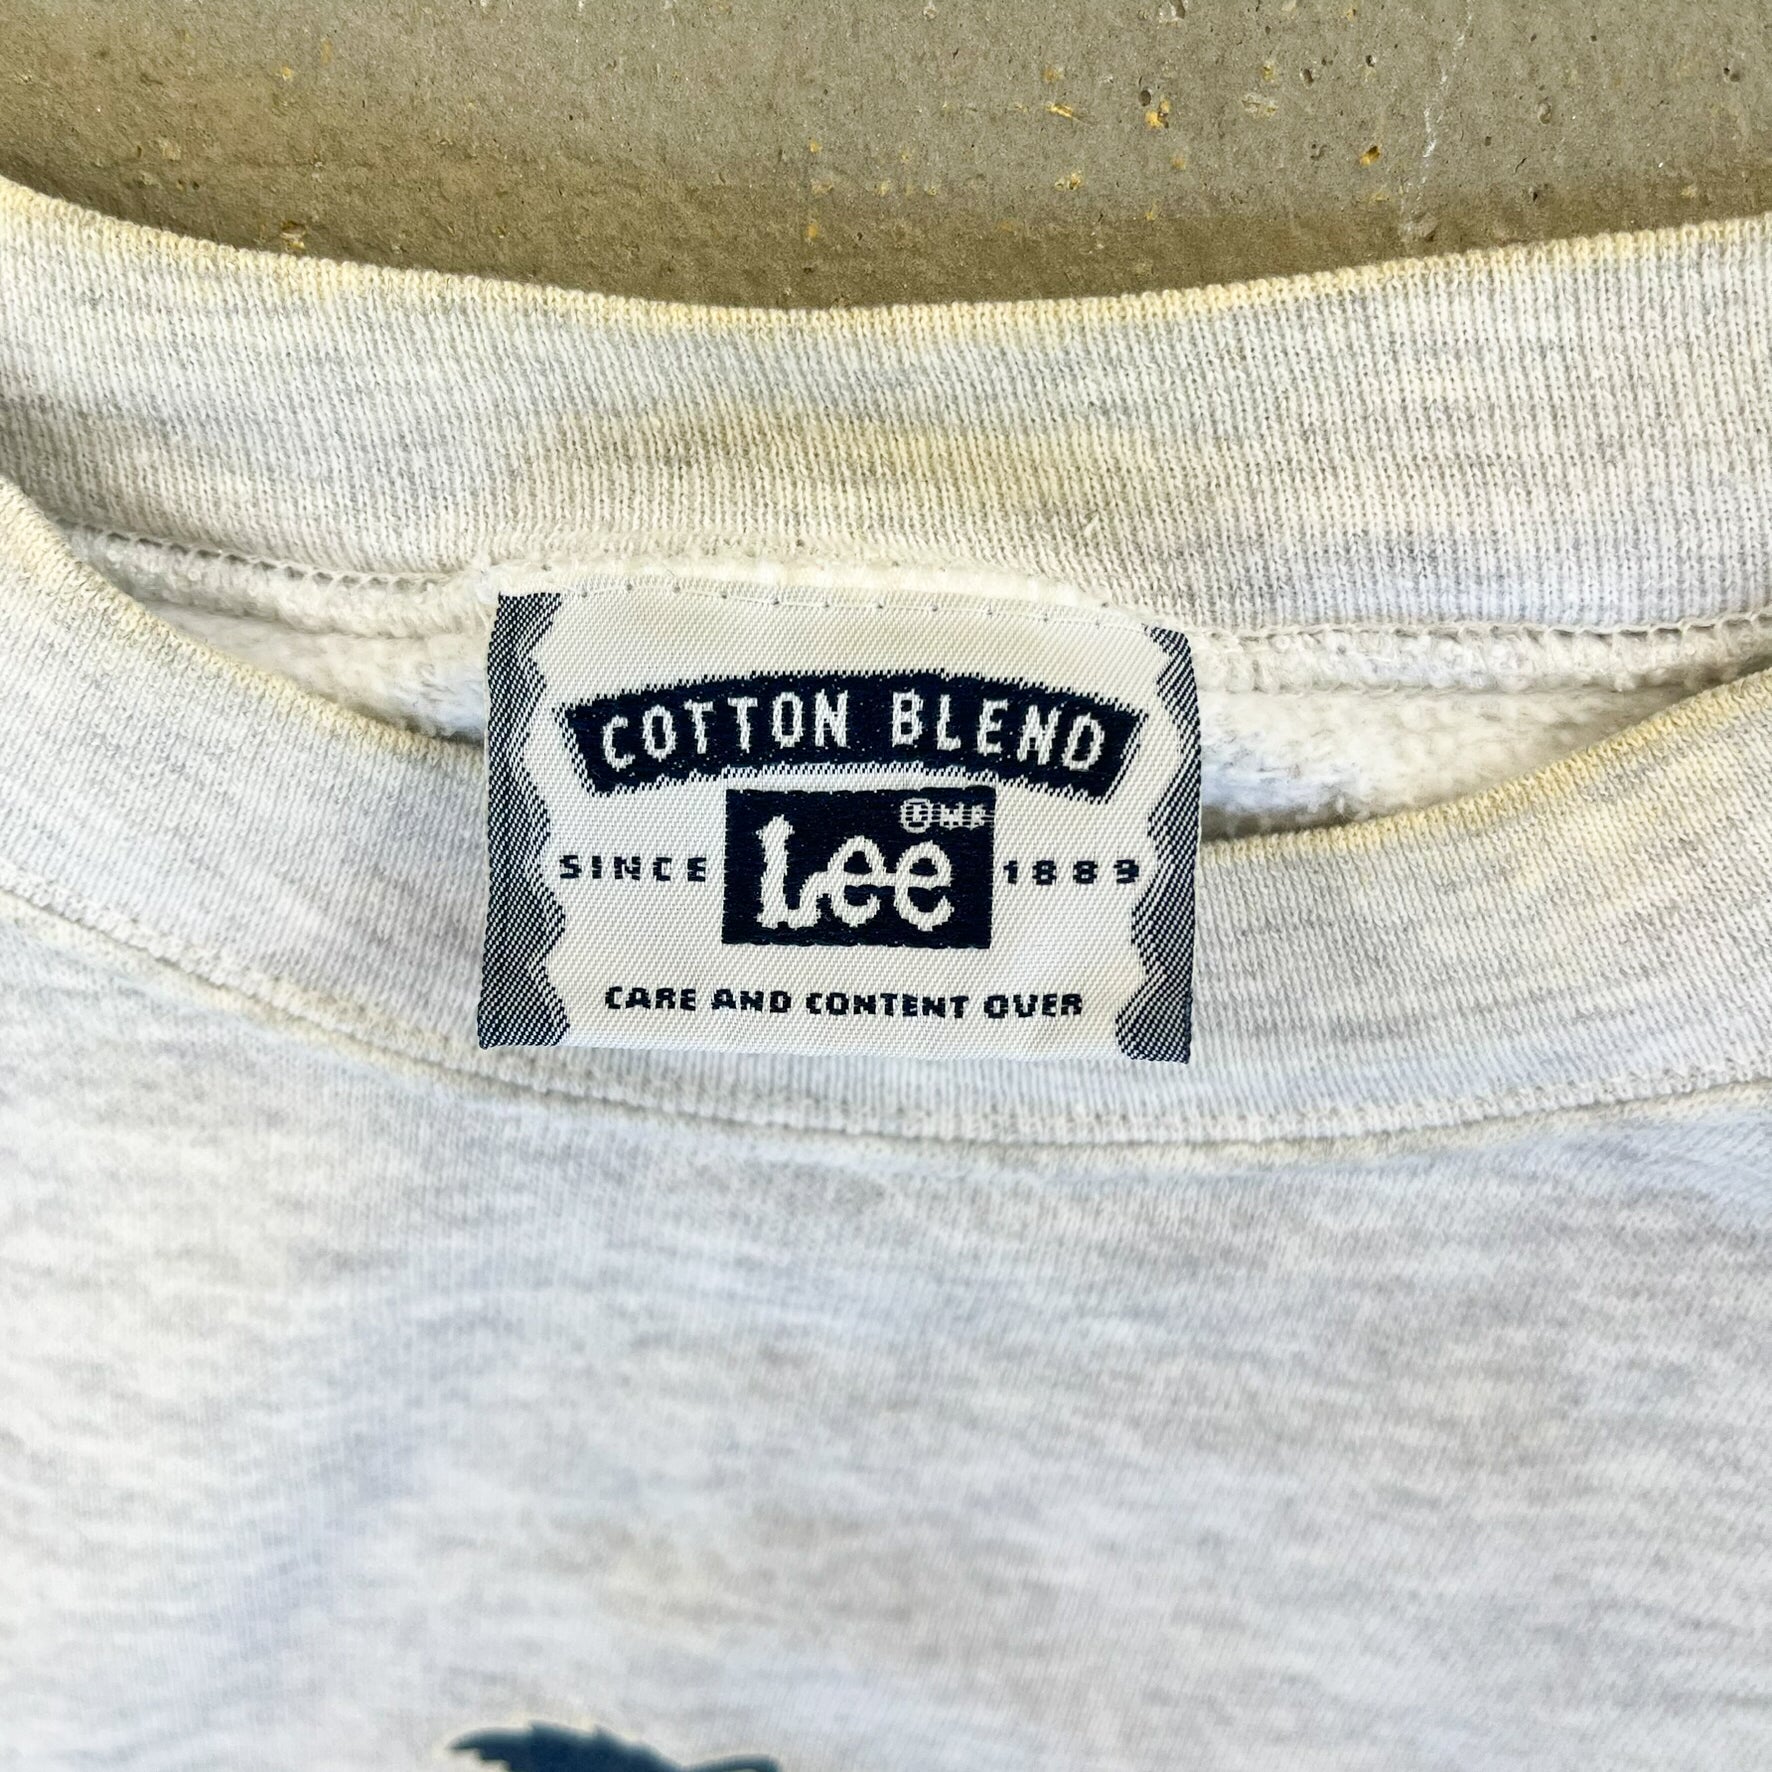 COTTON BLEND
Lee
SINCE 1889
CARE AND CONTENT OVER